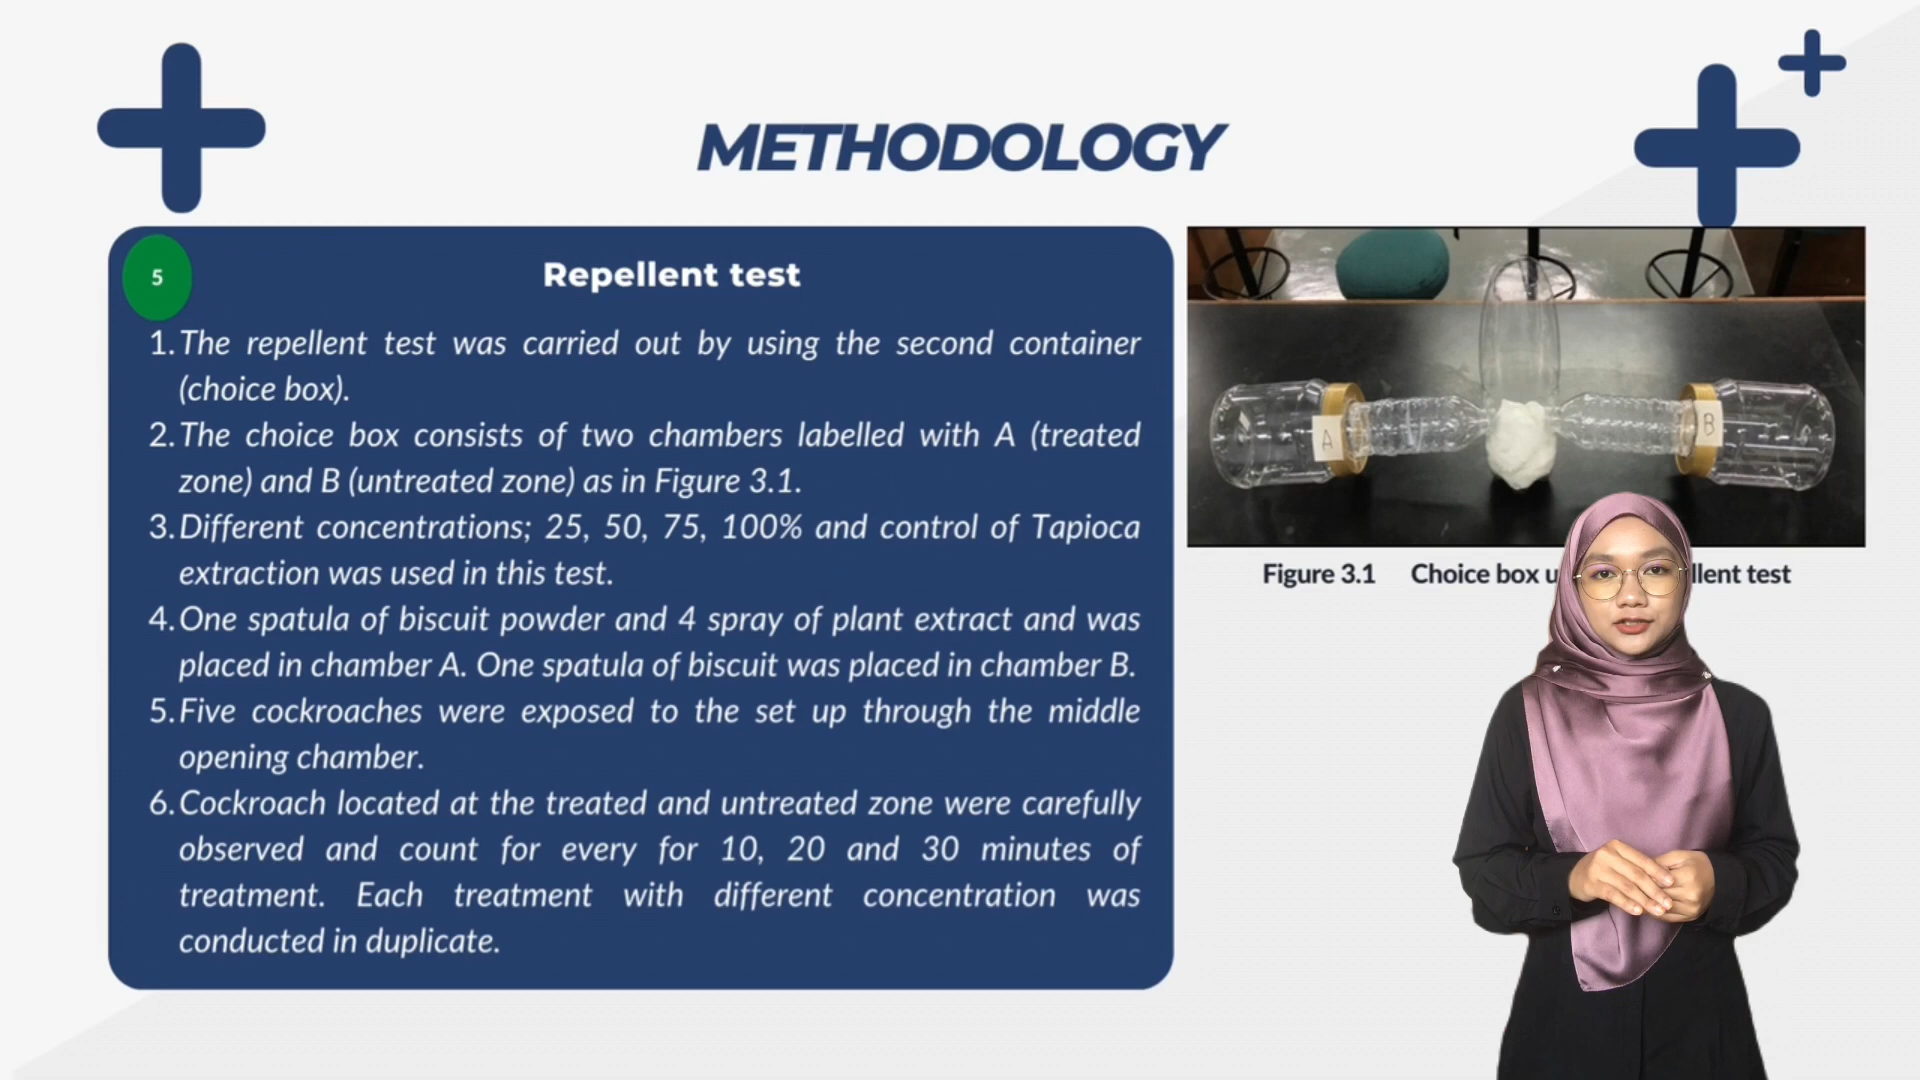 METHODOLOGY
5
Repellent test
1. The repellent test was carried out by using the second container
(choice box).
2. The choice box consists of two chambers labelled with A (treated
zone) and B (untreated zone) as in Figure 3.1.
3. Different concentrations; 25, 50, 75, 100% and control of Tapioca
extraction was used in this test.
4. One spatula of biscuit powder and 4 spray of plant extract and was
placed in chamber A. One spatula of biscuit was placed in chamber B.
5. Five cockroaches were exposed to the set up through the middle
opening chamber.
6. Cockroach located at the treated and untreated zone were carefully
observed and count for every for 10, 20 and 30 minutes of
treatment. Each treatment with different concentration was
conducted in duplicate.
A
B
Figure 3.1 Choice box test